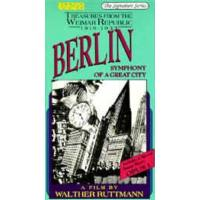 The Signature Series
TREASURES FROM THE
WEIMAR REPUBLIC
1919-1933
BERLIN
SYMPHONY
OF A GREAT CITY
A FILM BY
WALTHER RUTTMANN